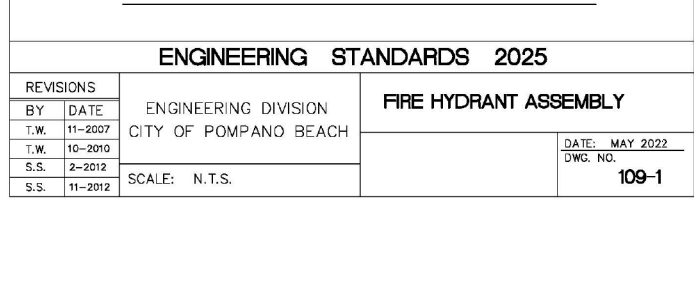 ENGINEERING STANDARDS 2025
REVISIONS
BY DATE
T.W. 11-2007
T.W. 10-2010
S.S. 2-2012
S.S. 11-2012
ENGINEERING DIVISION
CITY OF POMPANO BEACH
SCALE: N.T.S.
FIRE HYDRANT ASSEMBLY
DATE: MAY 2022
DWG. NO.
109-1